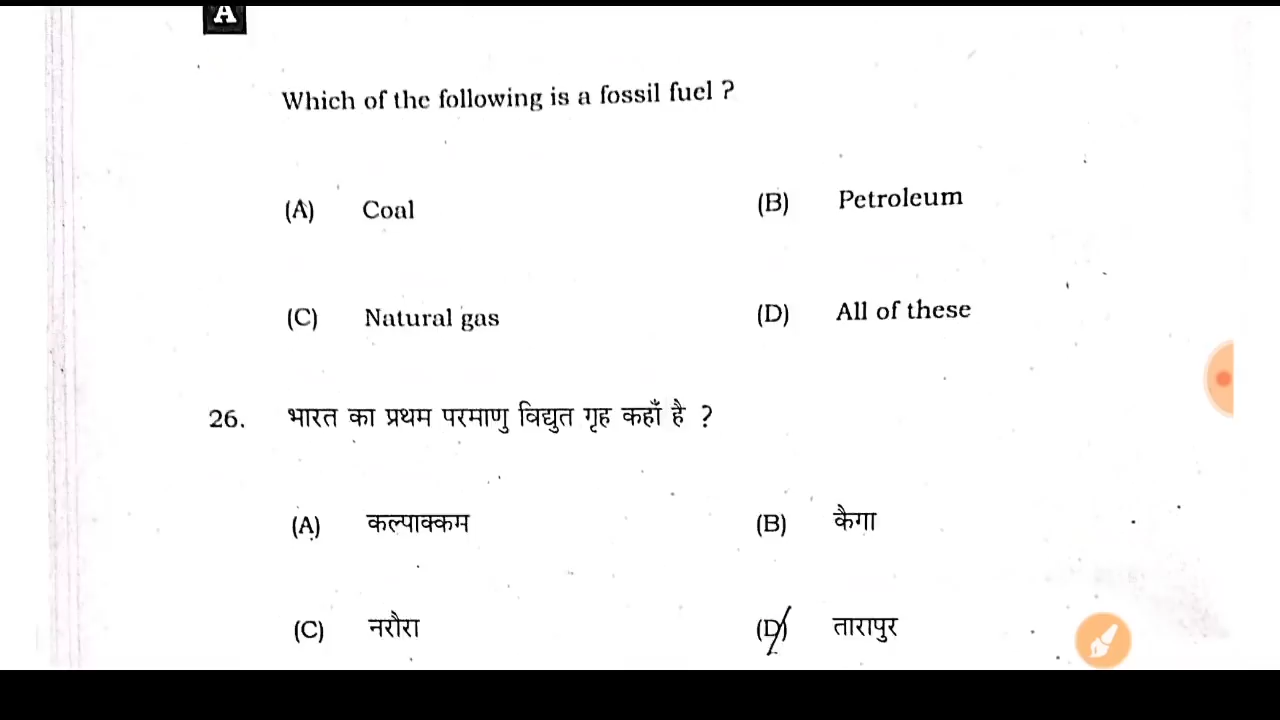 A
Which of the following is a fossil fuel ?
(A) Coal (B) Petroleum
(C) Natural gas (D) All of these
26. भारत का प्रथम परमाणु विद्युत गृह कहाँ है ?
(A) कल्पाक्कम (B) कैगा
(C) नरौरा (D) तारापुर